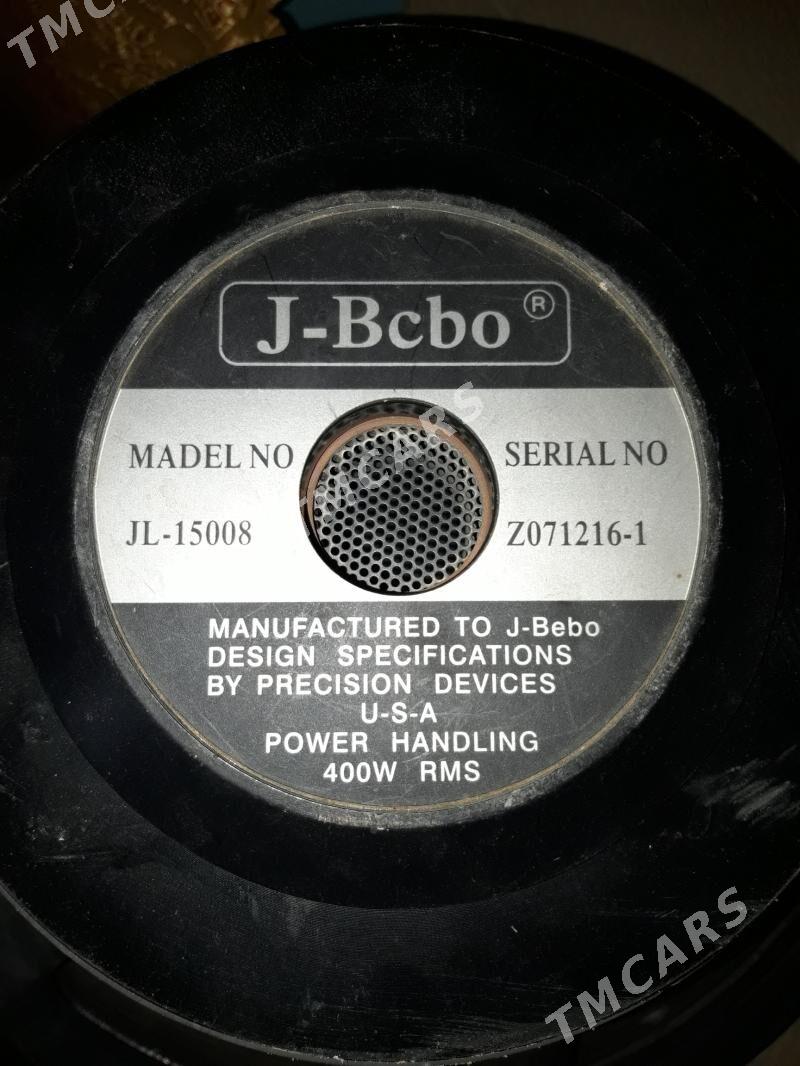 TMCARS
J-Bcbo®
MADEL NO
SERIAL NO
TMCARS
JL-15008
Z071216-1
MANUFACTURED TO J-Bebo
DESIGN SPECIFICATIONS
BY PRECISION DEVICES
U-S-A
POWER HANDLING
400W RMS
TMCARS